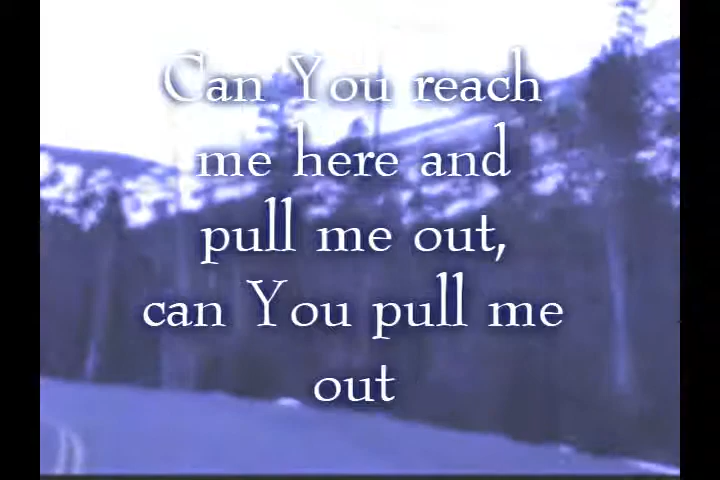 Can You reach
me here and
pull me out,
can You pull me
out